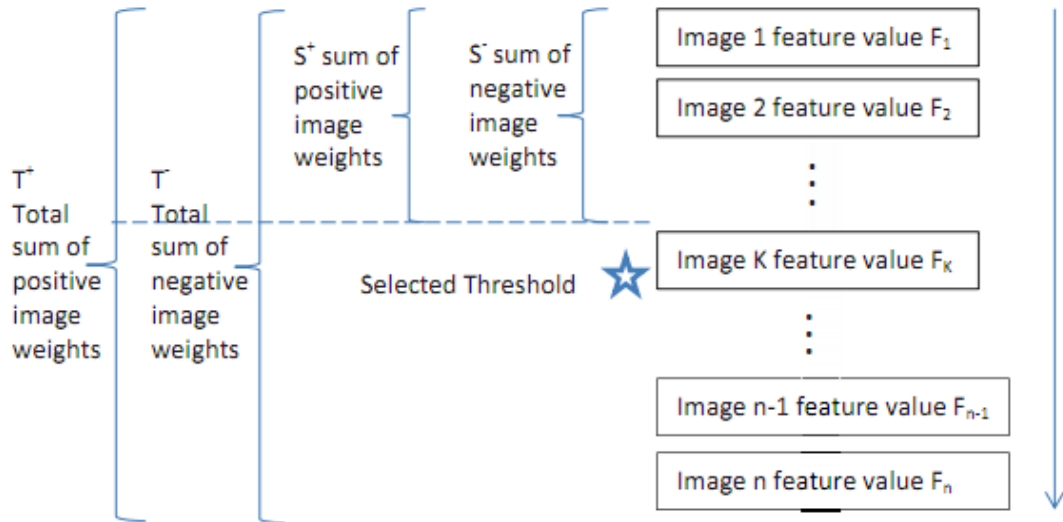 T⁺
Total
sum of
positive
image
weights
T⁻
Total
sum of
negative
image
weights
S⁺ sum of
positive
image
weights
S⁻ sum of
negative
image
weights
Selected Threshold
Image 1 feature value F₁
Image 2 feature value F₂
Image K feature value Fₖ
Image n-1 feature value Fₙ₋₁
Image n feature value Fₙ